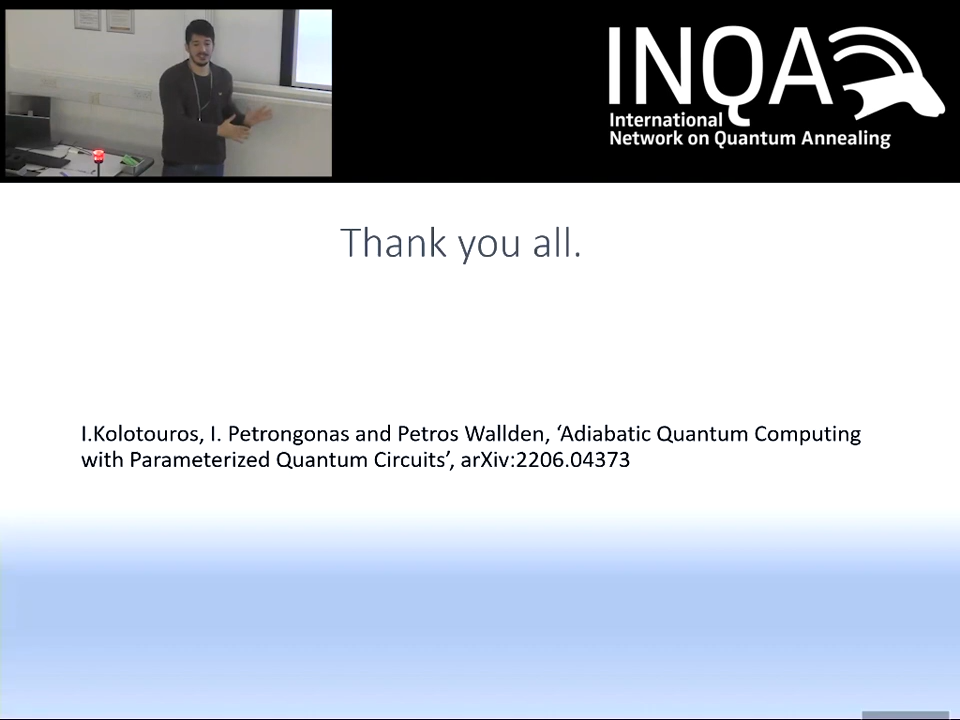 INQA
International
Network on Quantum Annealing
Thank you all.
I.Kolotouros, I. Petrongonas and Petros Wallden, ‘Adiabatic Quantum Computing
with Parameterized Quantum Circuits’, arXiv:2206.04373